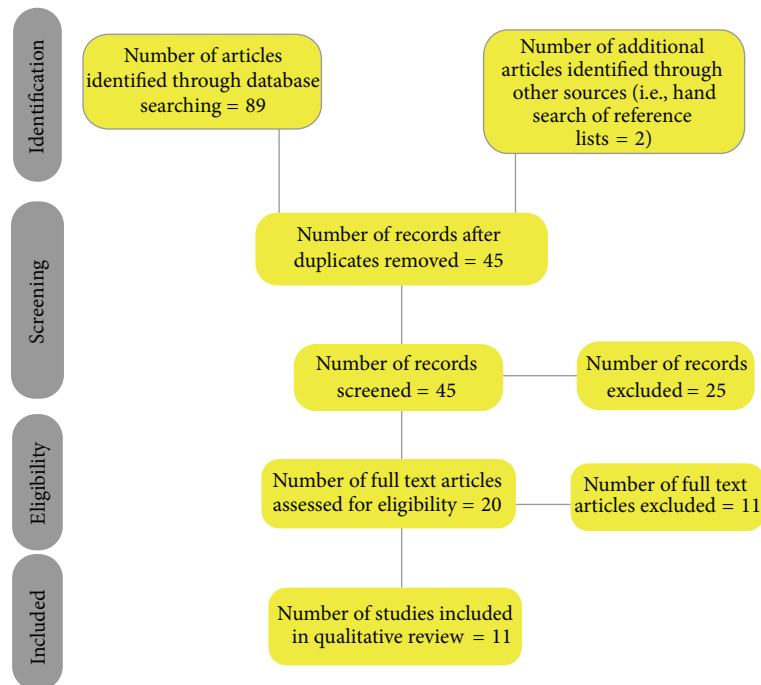 Identification
Number of articles
identified through database
searching = 89
Number of additional
articles identified through
other sources (i.e., hand
search of reference
lists = 2)
Screening
Number of records after
duplicates removed = 45
Number of records
screened = 45
Number of records
excluded = 25
Eligibility
Number of full text articles
assessed for eligibility = 20
Number of full text
articles excluded = 11
Included
Number of studies included
in qualitative review = 11